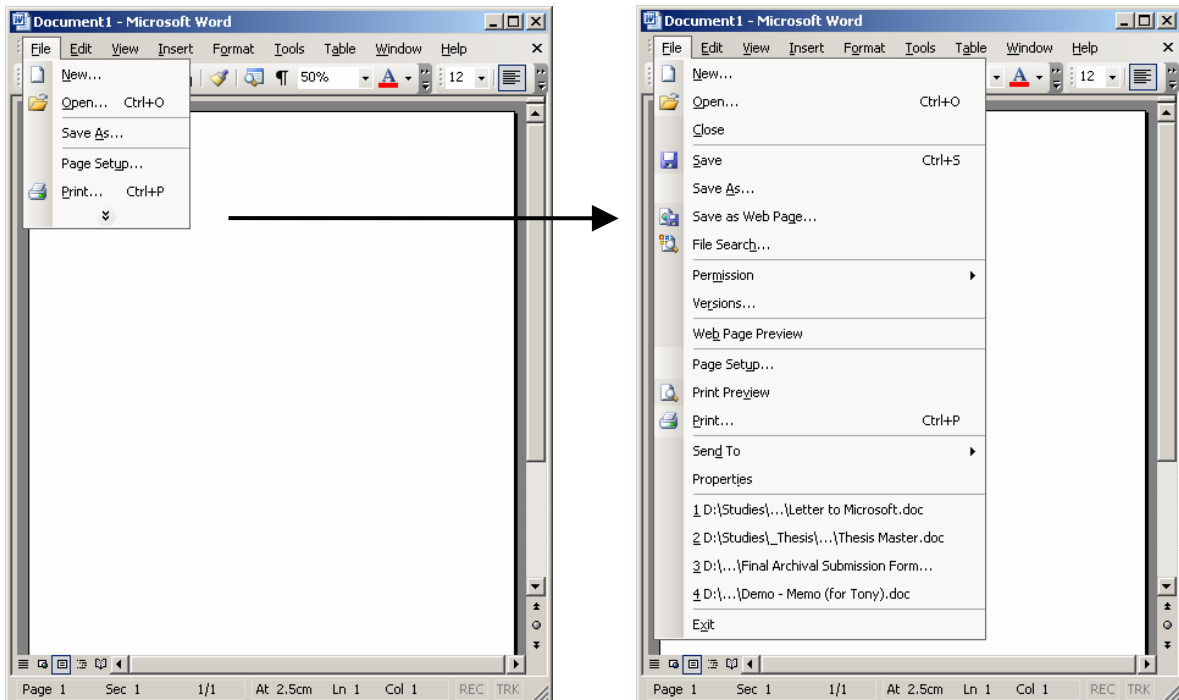 Document1 - Microsoft Word
File Edit View Insert Format Tools Table Window Help
50% A 12
New...
Open... Ctrl+O
Save As...
Page Setup...
Print... Ctrl+P
Page 1 Sec 1 1/1 At 2.5cm Ln 1 Col 1 REC TRK
Document1 - Microsoft Word
File Edit View Insert Format Tools Table Window Help
A 12
New...
Open... Ctrl+O
Close
Save Ctrl+S
Save As...
Save as Web Page...
File Search...
Permission
Versions...
Web Page Preview
Page Setup...
Print Preview
Print... Ctrl+P
Send To
Properties
1 D:\Studies\...\Letter to Microsoft.doc
2 D:\Studies\_Thesis\...\Thesis Master.doc
3 D:\...\Final Archival Submission Form...
4 D:\...\Demo - Memo (for Tony).doc
Exit
Page 1 Sec 1 1/1 At 2.5cm Ln 1 Col 1 REC TRK